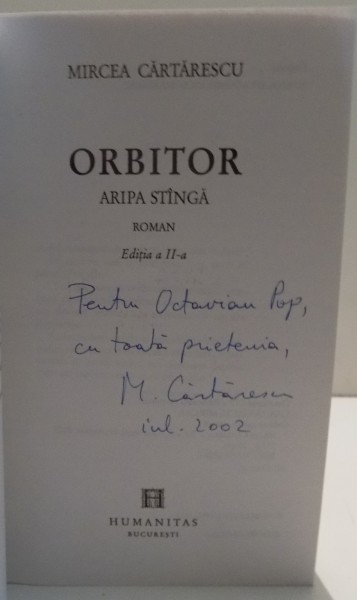 MIRCEA CĂRTĂRESCU
ORBITOR
ARIPA STÎNGĂ
ROMAN
Ediția a II-a
Pentru Octavian Pop,
cu toată prietenia,
M. Cărtărescu
iul. 2002
H
HUMANITAS
BUCUREȘTI